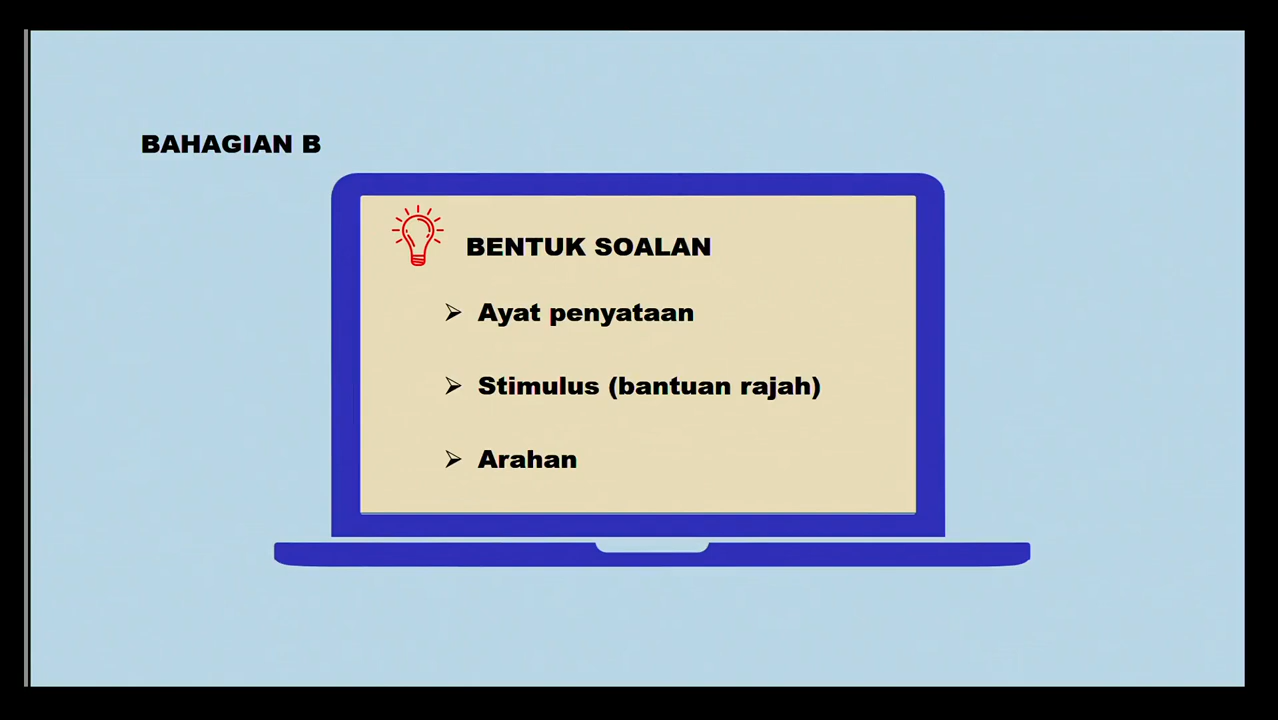 BAHAGIAN B
BENTUK SOALAN
➢ Ayat penyataan
➢ Stimulus (bantuan rajah)
➢ Arahan